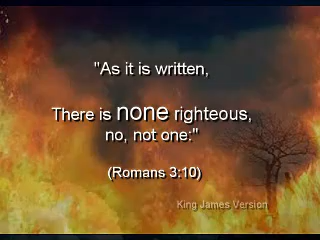 "As it is written,
There is none righteous,
no, not one:"
(Romans 3:10)
King James Version